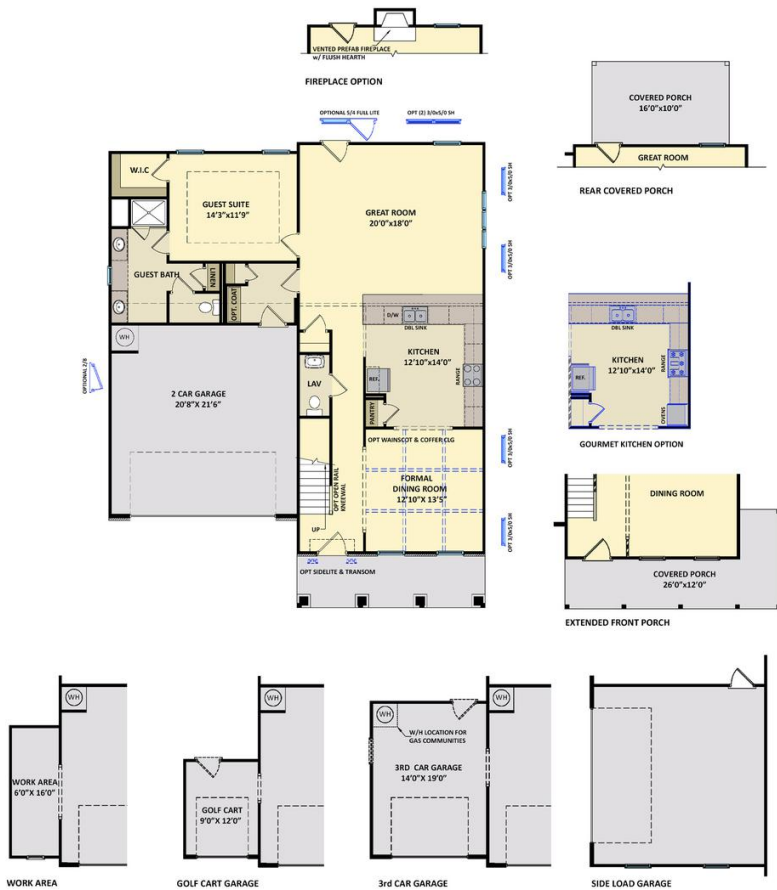 VENTED PREFAB FIREPLACE
w/ FLUSH HEARTH
FIREPLACE OPTION
OPTIONAL 5/4 FULL LITE
OPT (2) 3/0x5/0 SH
COVERED PORCH
16'0"x10'0"
GREAT ROOM
REAR COVERED PORCH
W.I.C
GUEST SUITE
14'3"x11'9"
GREAT ROOM
20'0"x18'0"
OPT 3/0x5/0 SH
OPT 3/0x5/0 SH
GUEST BATH
LINEN
OPT. COAT
D/W
DBL SINK
KITCHEN
12'10"x14'0"
RANGE
REF.
PANTRY
WH
OPTIONAL 2/8
2 CAR GARAGE
20'8"X 21'6"
LAV
DBL SINK
KITCHEN
12'10"x14'0"
RANGE
REF.
OVENS
GOURMET KITCHEN OPTION
OPT WAINSCOT & COFFER CLG
FORMAL
DINING ROOM
12'10"X 13'5"
OPT OPEN RAIL
KNEEWAL
UP
OPT 3/0x5/0 SH
OPT 3/0x5/0 SH
OPT SIDELITE & TRANSOM
DINING ROOM
COVERED PORCH
26'0"x12'0"
EXTENDED FRONT PORCH
WH
WORK AREA
6'0"X 16'0"
WORK AREA
WH
GOLF CART
9'0"X 12'0"
GOLF CART GARAGE
WH
WH
W/H LOCATION FOR
GAS COMMUNITIES
3RD CAR GARAGE
14'0"X 19'0"
3rd CAR GARAGE
SIDE LOAD GARAGE